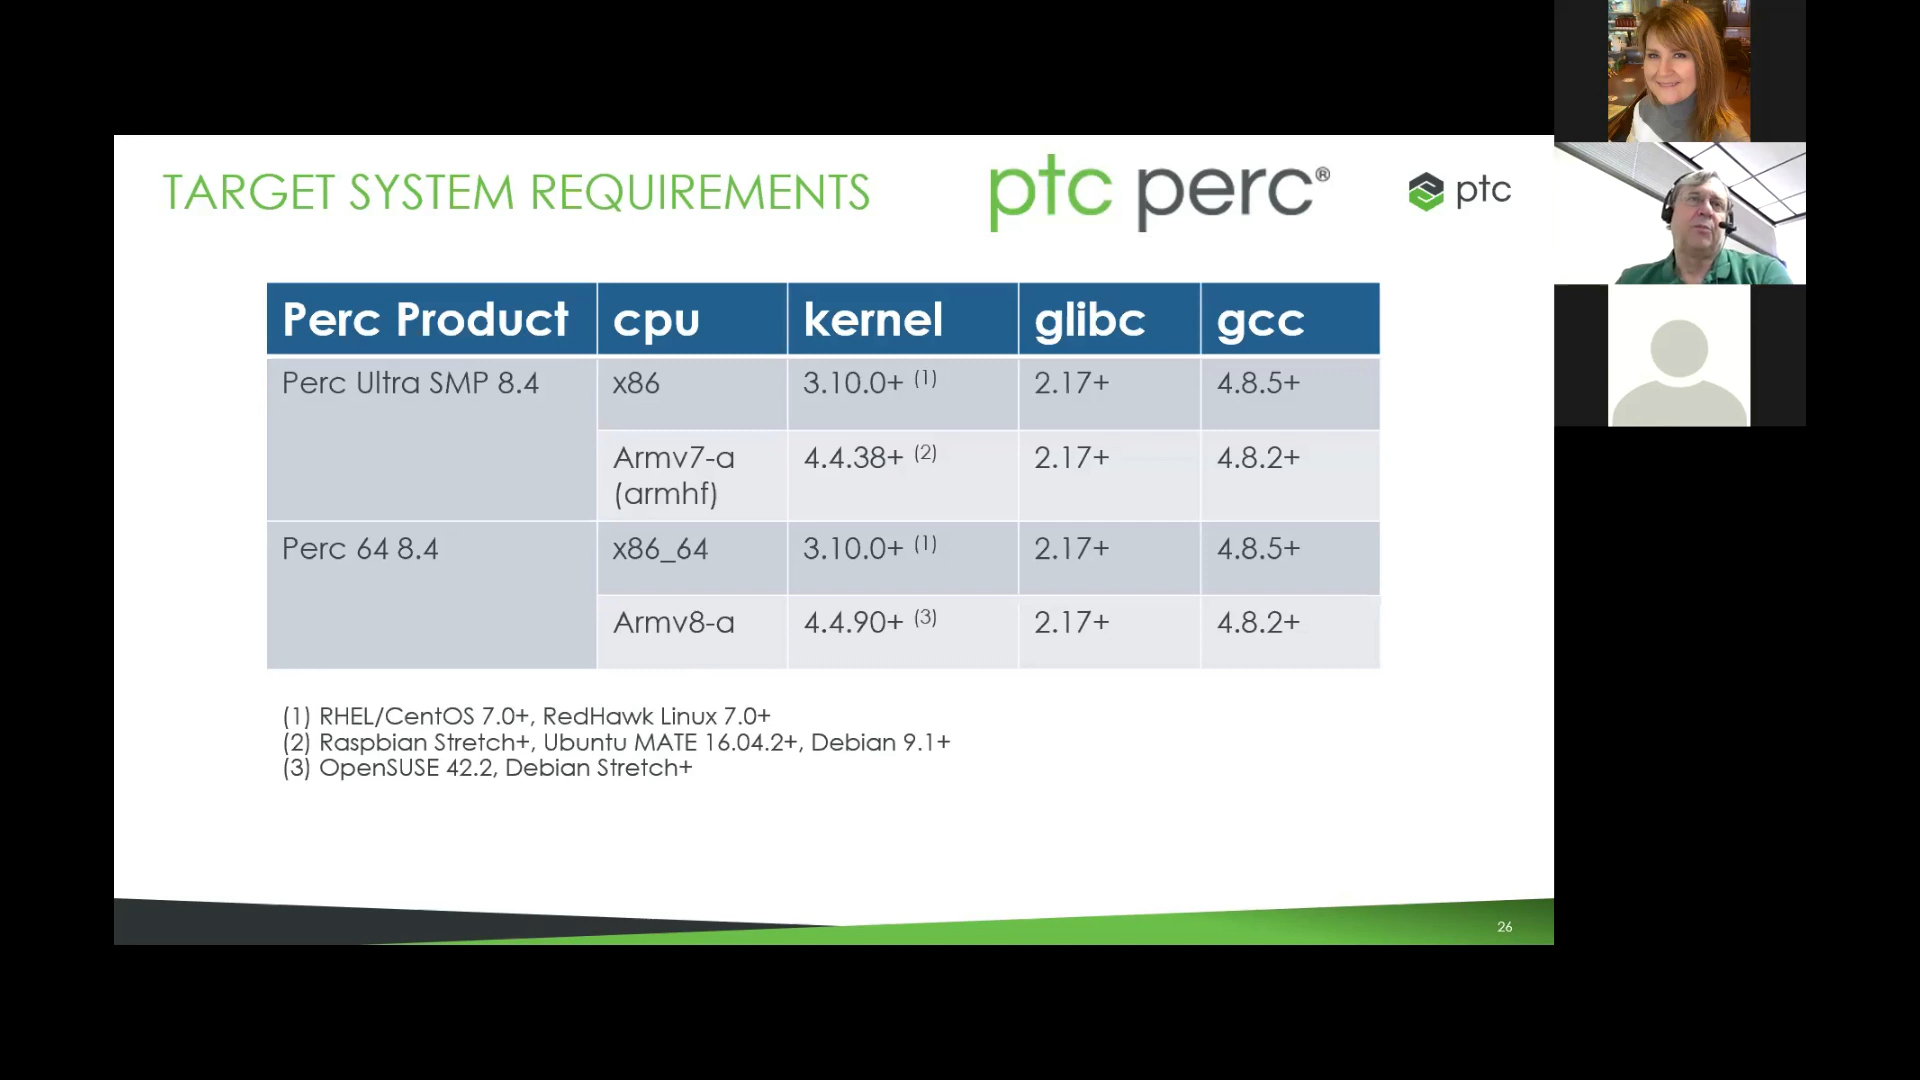 TARGET SYSTEM REQUIREMENTS
ptc perc®
ptc
Perc Product cpu kernel glibc gcc
Perc Ultra SMP 8.4 x86 3.10.0+ (1) 2.17+ 4.8.5+
Armv7-a 4.4.38+ (2) 2.17+ 4.8.2+
(armhf)
Perc 64 8.4 x86_64 3.10.0+ (1) 2.17+ 4.8.5+
Armv8-a 4.4.90+ (3) 2.17+ 4.8.2+
(1) RHEL/CentOS 7.0+, RedHawk Linux 7.0+
(2) Raspbian Stretch+, Ubuntu MATE 16.04.2+, Debian 9.1+
(3) OpenSUSE 42.2, Debian Stretch+
26